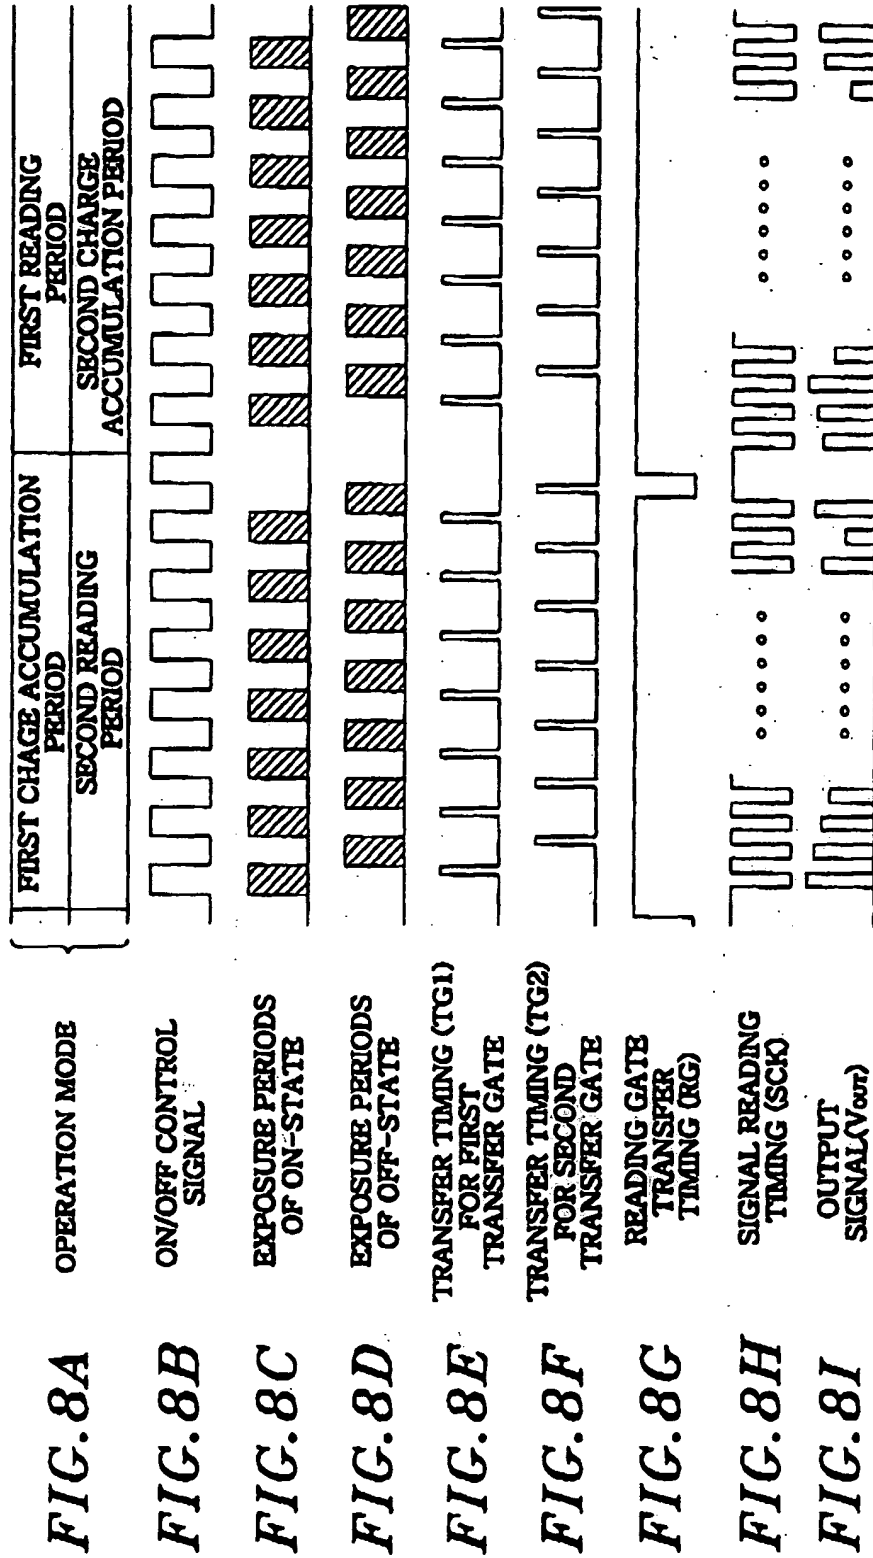 FIG.8A
OPERATION MODE
FIRST CHAGE ACCUMULATION
PERIOD
FIRST READING
PERIOD
SECOND READING
PERIOD
SECOND CHARGE
ACCUMULATION PERIOD
FIG.8B
ON/OFF CONTROL
SIGNAL
FIG.8C
EXPOSURE PERIODS
OF ON-STATE
FIG.8D
EXPOSURE PERIODS
OF OFF-STATE
FIG.8E
TRANSFER TIMING (TG1)
FOR FIRST
TRANSFER GATE
FIG.8F
TRANSFER TIMING (TG2)
FOR SECOND
TRANSFER GATE
FIG.8G
READING GATE
TRANSFER
TIMING (RG)
FIG.8H
SIGNAL READING
TIMING (SCK)
FIG.8I
OUTPUT
SIGNAL(VOUT)